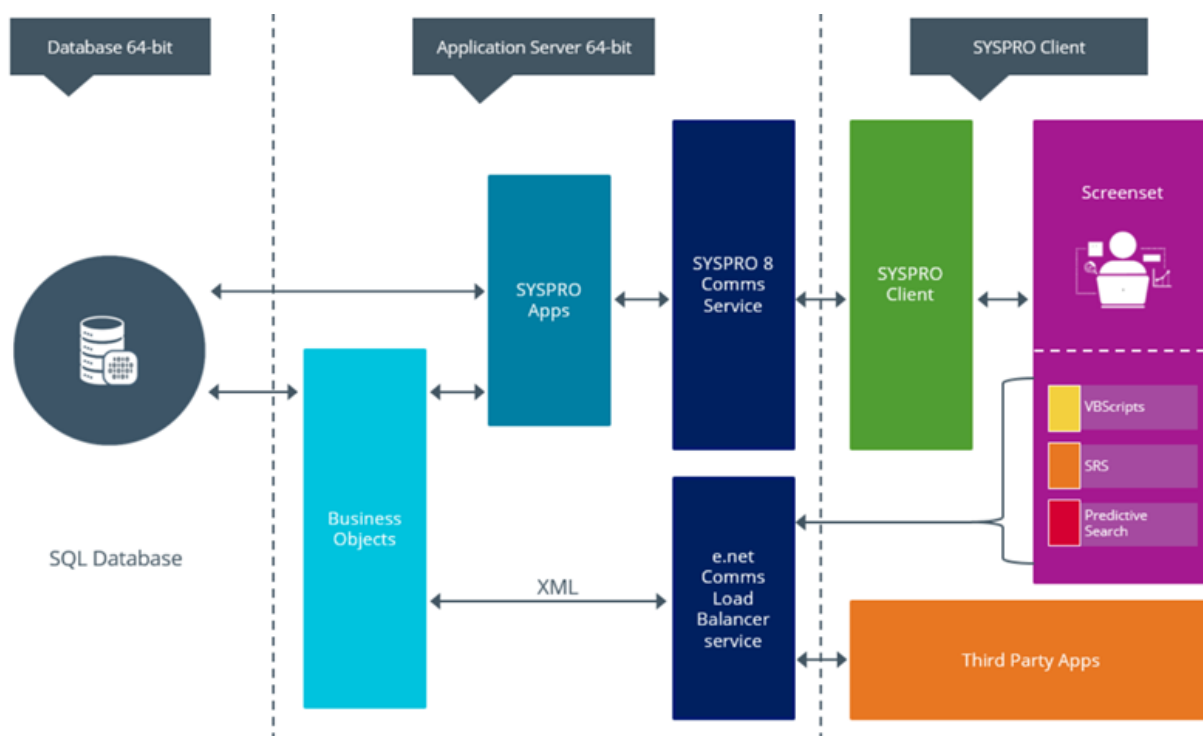 Database 64-bit
Application Server 64-bit
SYSPRO Client
SQL Database
Business
Objects
SYSPRO
Apps
XML
SYSPRO 8
Comms
Service
e.net
Comms
Load
Balancer
service
SYSPRO
Client
Screenset
VBScripts
SRS
Predictive
Search
Third Party Apps